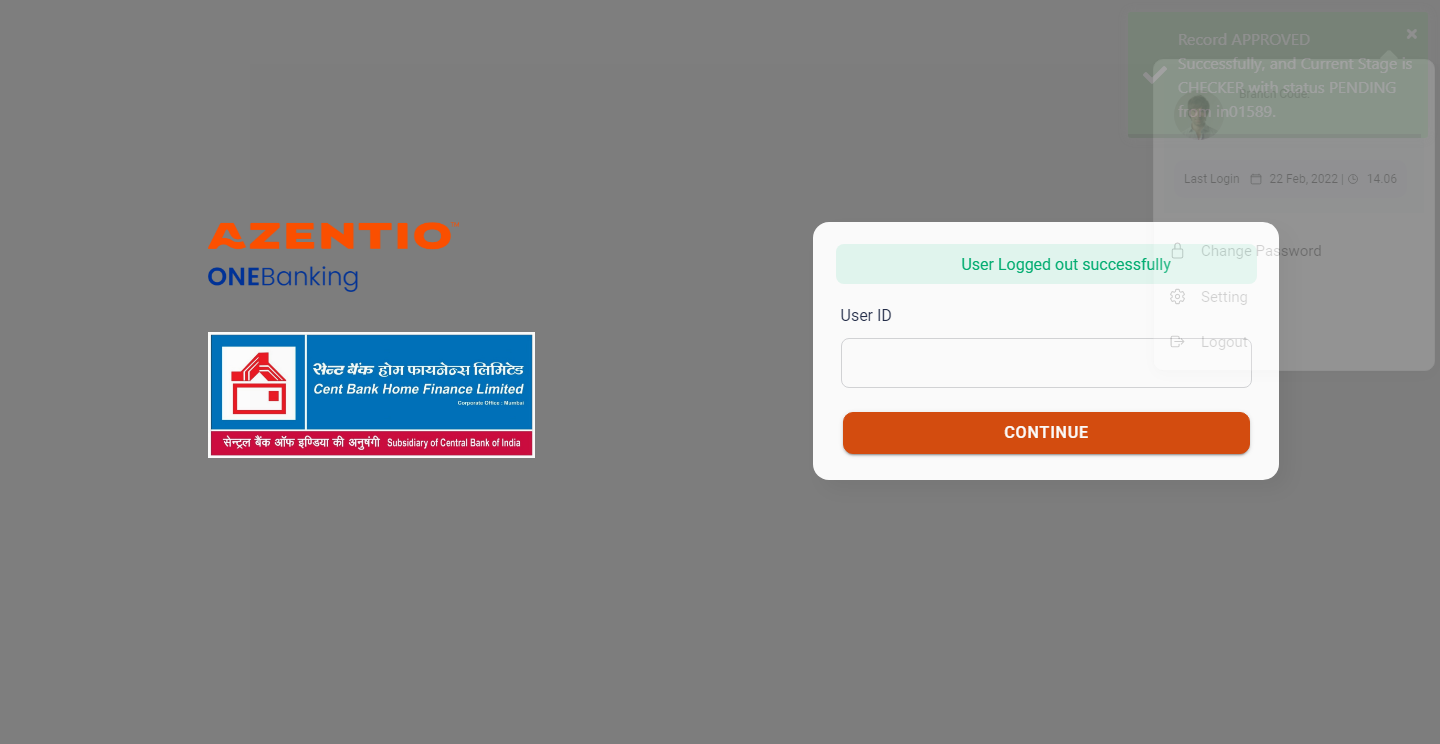 AZENTIO
ONEBanking
सेन्ट बैंक होम फायनेन्स लिमिटेड
Cent Bank Home Finance Limited
Corporate Office : Mumbai
सेन्ट्रल बैंक ऑफ इण्डिया की अनुषंगी Subsidiary of Central Bank of India
Record APPROVED
Successfully, and Current Stage is
CHECKER with status PENDING
from in01589.
Branch Code:
Last Login 22 Feb, 2022 | 14.06
Change Password
Setting
Logout
User Logged out successfully
User ID
CONTINUE